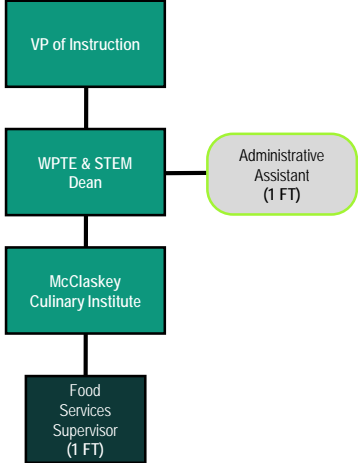 VP of Instruction
WPTE & STEM
Dean
Administrative
Assistant
(1 FT)
McClaskey
Culinary Institute
Food
Services
Supervisor
(1 FT)